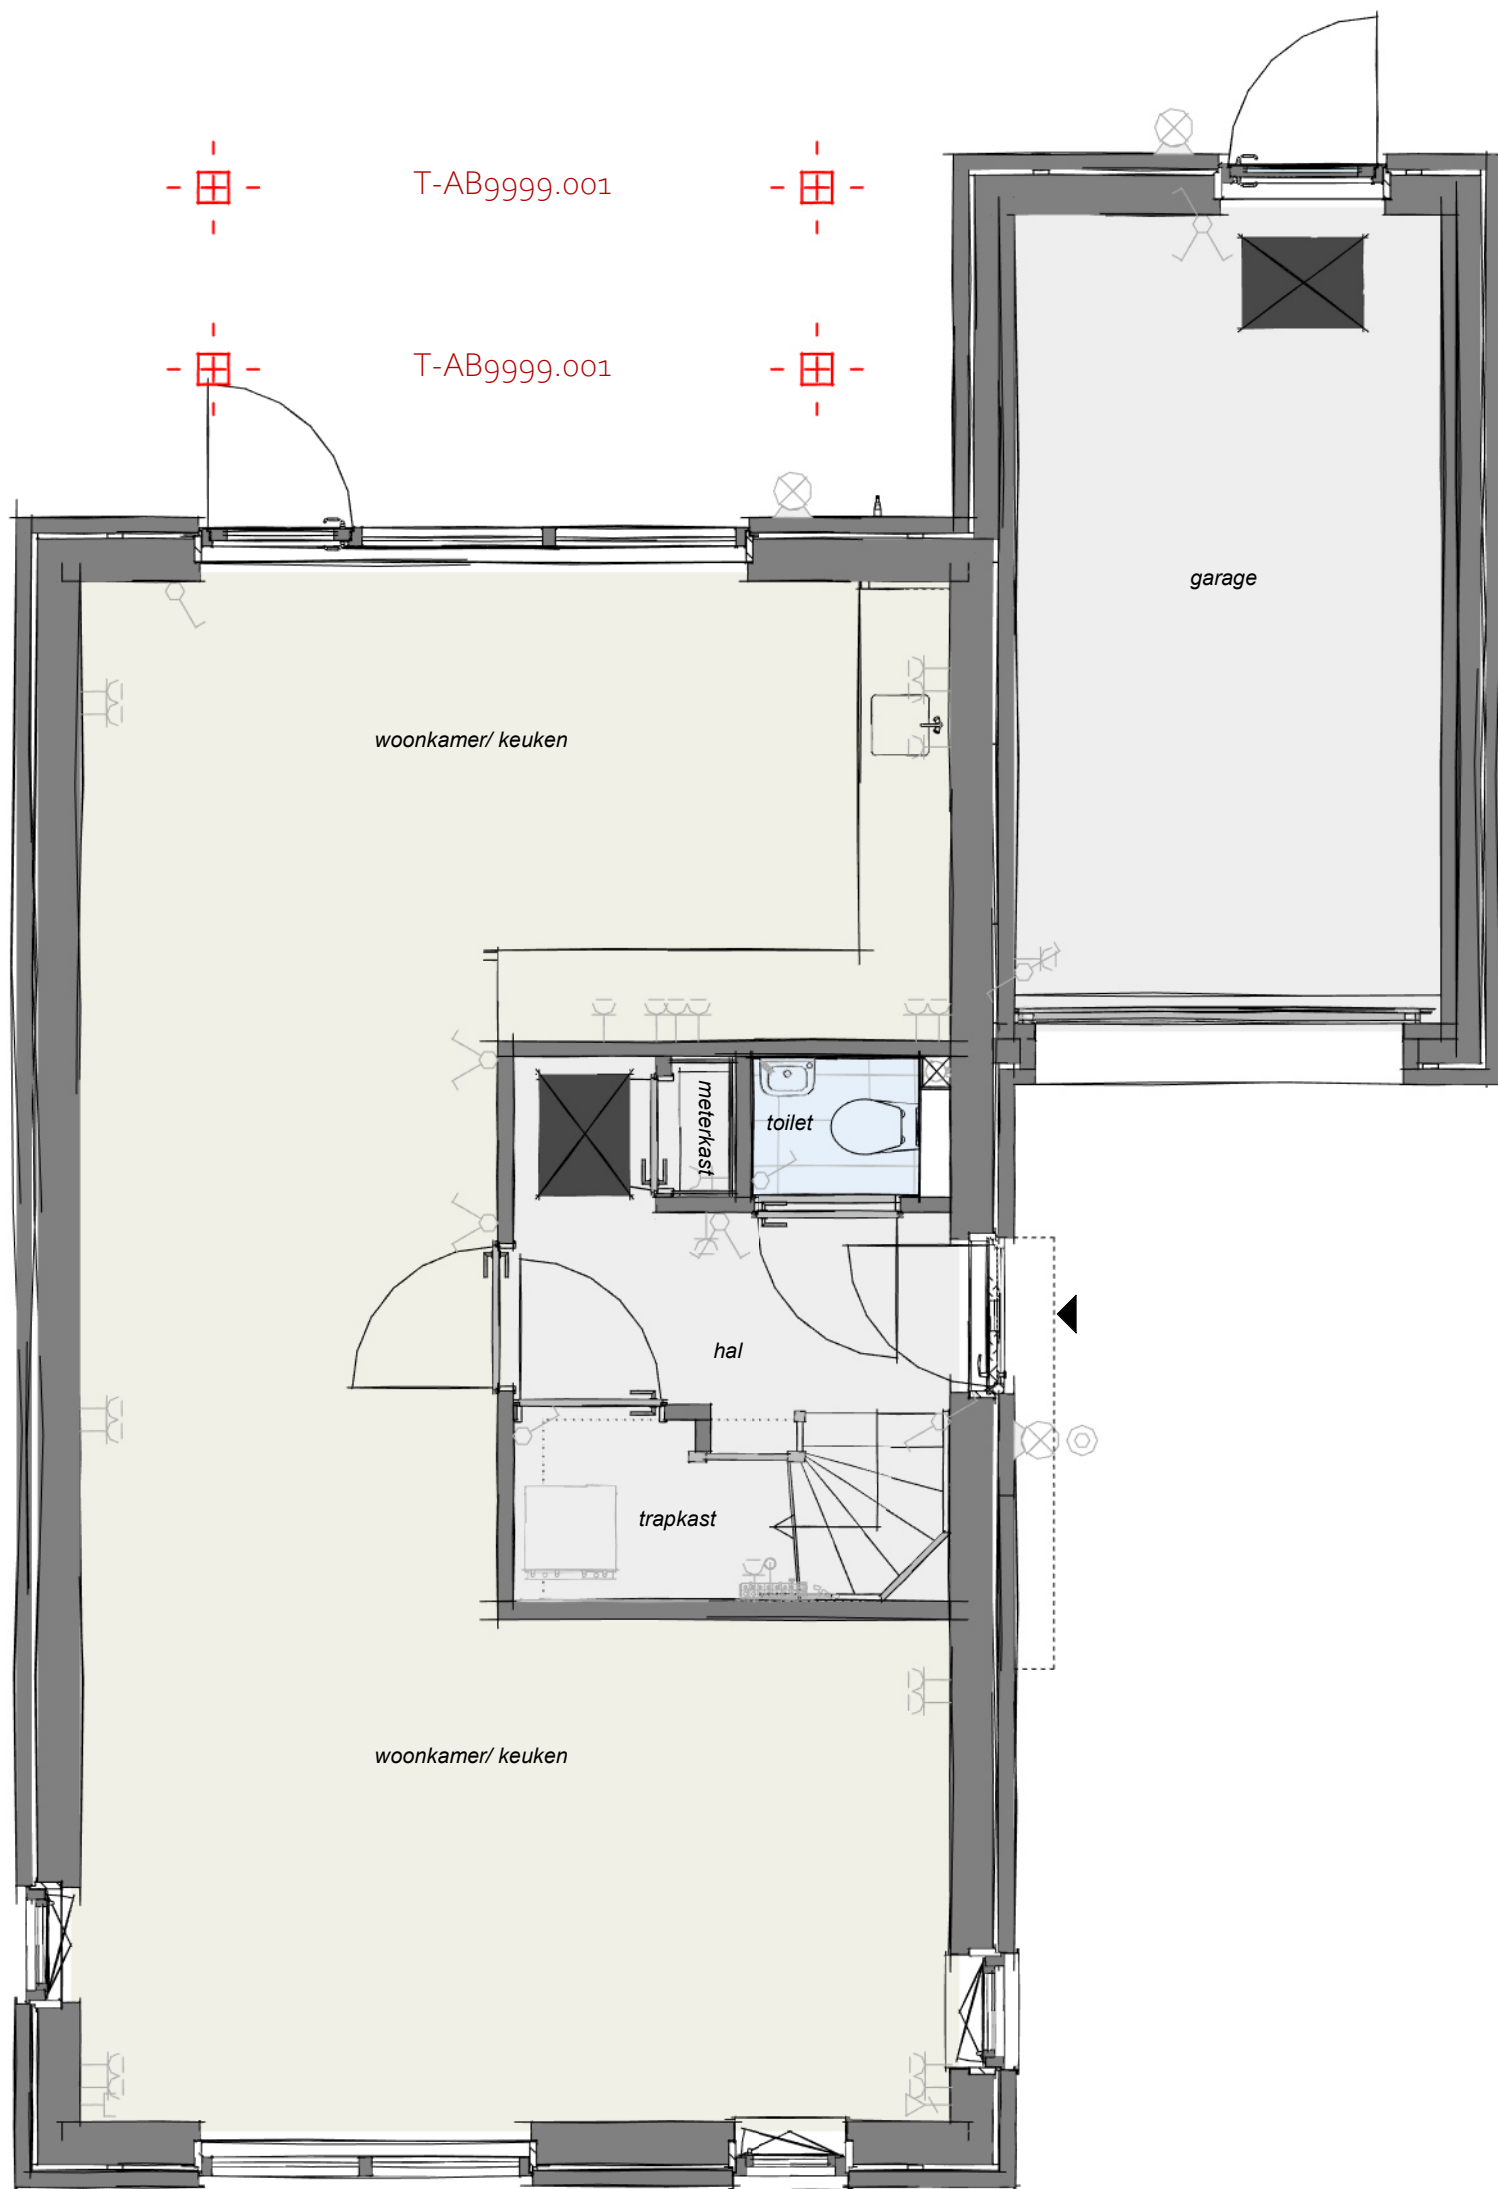 T-AB9999.001
T-AB9999.001
garage
woonkamer/ keuken
meterkast
toilet
hal
trapkast
woonkamer/ keuken